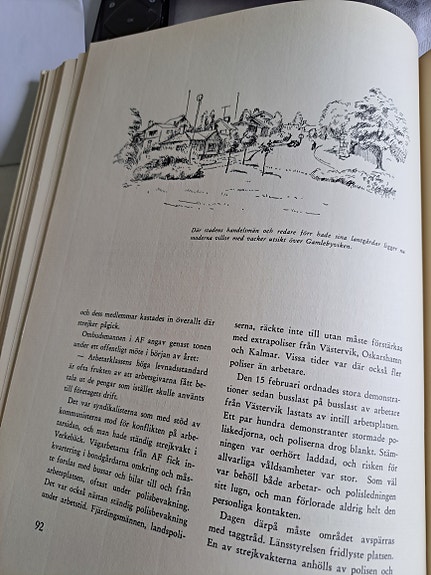 Där stadens handelsmän och redare förr hade sina lantgårdar ligger nu
moderna villor med vacker utsikt över Gamlebyviken.
och dess medlemmar kastades in överallt där
strejker pågick.
Ombudsmannen i AF angav genast tonen
under ett offentligt möte i början av året:
— Arbetarklassens höga levnadsstandard
är ofta frukten av att arbetsgivarna fått be-
tala ut de pengar som istället skulle använts
till företagets drift.
Det var syndikalisterna som med stöd av
kommunisterna stod för konflikten på arbe-
tarsidan, och man hade ständig strejkvakt i
Verkebäck. Vägarbetarna från AF fick in-
kvartering i bondgårdarna omkring och mås-
te forslas med bussar och bilar till och från
arbetsplatsen, oftast under polisbevakning.
Det var också nästan ständig polisbevakning
under arbetstid. Fjärdingsmännen, landspoli-
92
serna, räckte inte till utan måste förstärkas
med extrapoliser från Västervik, Oskarshamn
och Kalmar. Vissa tider var där också fler
poliser än arbetare.
Den 15 februari ordnades stora demonstra-
tioner sedan busslast på busslast av arbetare
från Västervik lastats av intill arbetsplatsen.
Ett par hundra demonstranter stormade po-
liskedjorna, och poliserna drog blankt. Stäm-
ningen var oerhört laddad, och risken för
allvarliga våldsamheter var stor. Som väl
var behöll både arbetar- och polisledningen
sitt lugn, och man förlorade aldrig helt den
personliga kontakten.
Dagen därpå måste området avspärras
med taggtråd. Länsstyrelsen fridlyste platsen.
En av strejkvakterna anhölls av polisen och